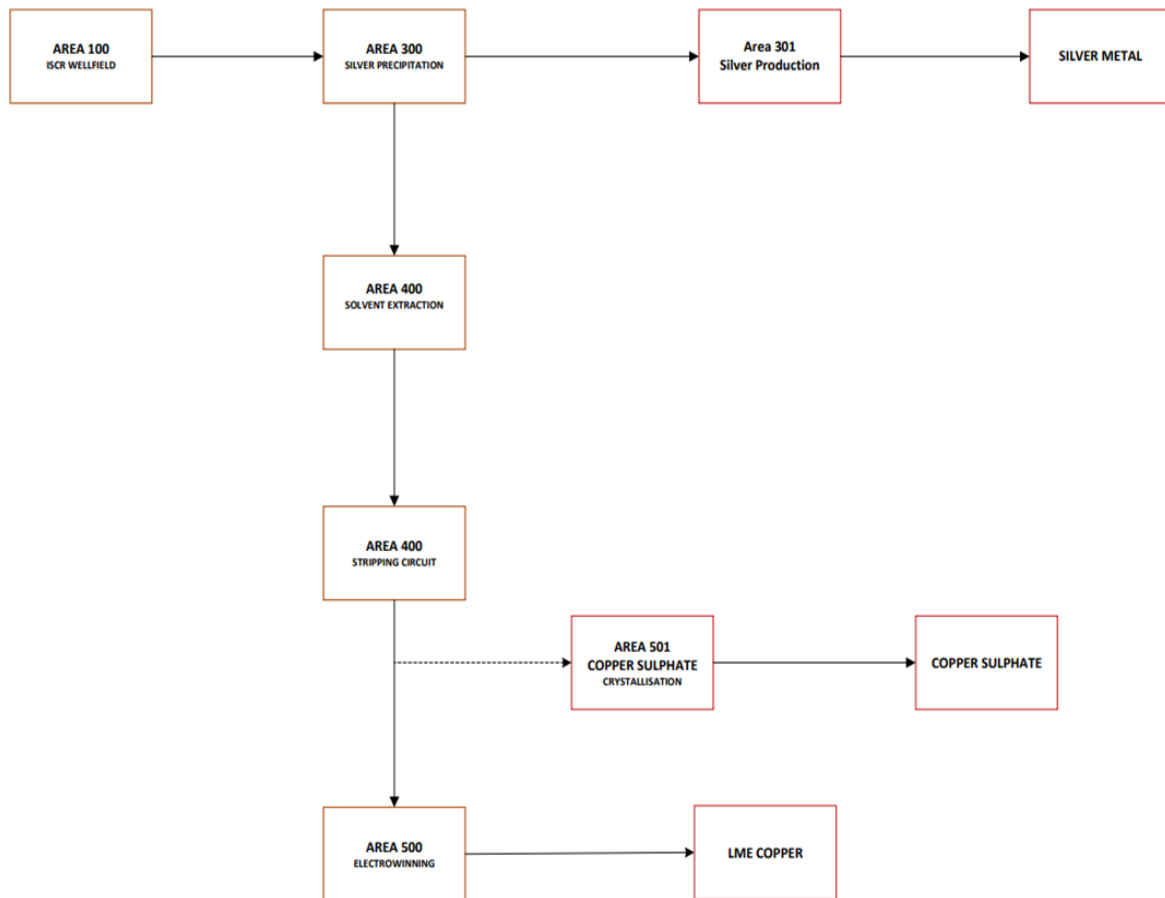 AREA 100
ISCR WELLFIELD
AREA 300
SILVER PRECIPITATION
Area 301
Silver Production
SILVER METAL
AREA 400
SOLVENT EXTRACTION
AREA 400
STRIPPING CIRCUIT
AREA 501
COPPER SULPHATE
CRYSTALLISATION
COPPER SULPHATE
AREA 500
ELECTROWINNING
LME COPPER